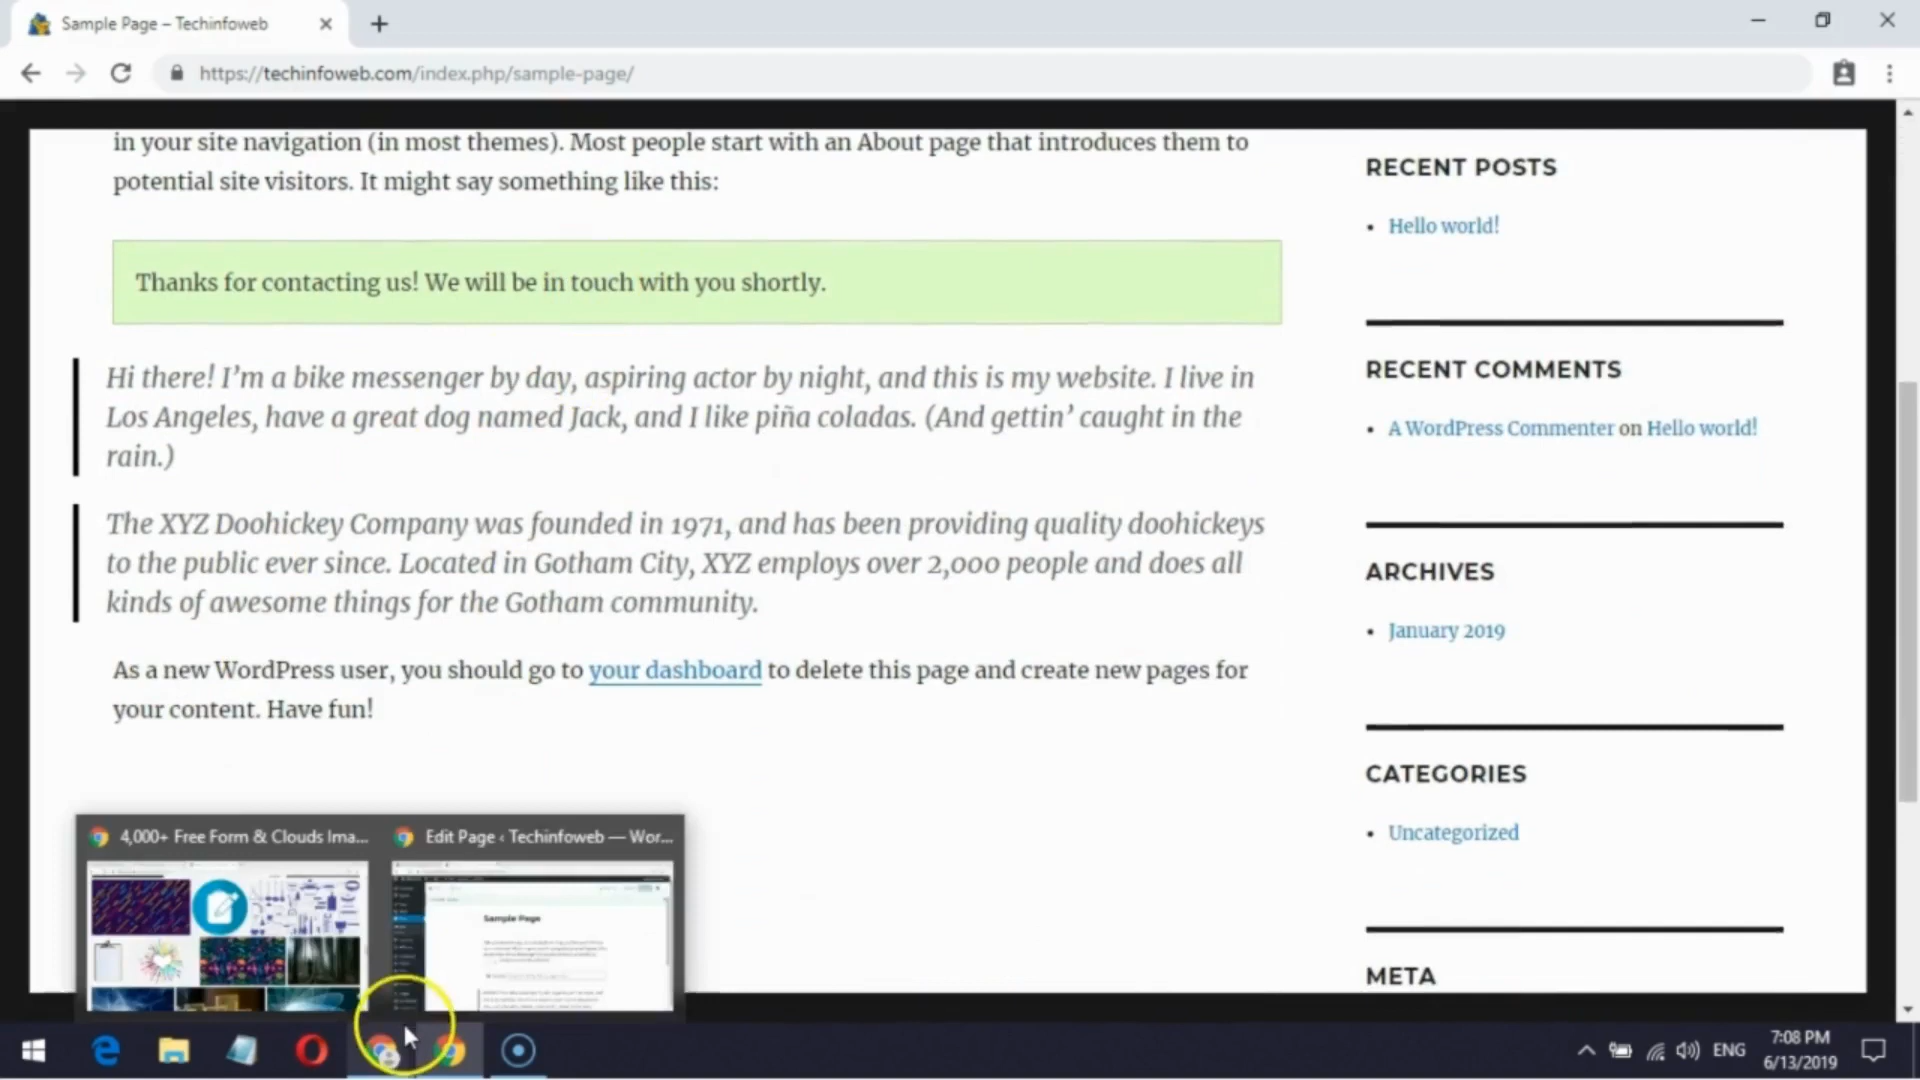 Sample Page – Techinfoweb
https://techinfoweb.com/index.php/sample-page/
in your site navigation (in most themes). Most people start with an About page that introduces them to
potential site visitors. It might say something like this:
Thanks for contacting us! We will be in touch with you shortly.
Hi there! I’m a bike messenger by day, aspiring actor by night, and this is my website. I live in
Los Angeles, have a great dog named Jack, and I like piña coladas. (And gettin’ caught in the
rain.)
The XYZ Doohickey Company was founded in 1971, and has been providing quality doohickeys
to the public ever since. Located in Gotham City, XYZ employs over 2,000 people and does all
kinds of awesome things for the Gotham community.
As a new WordPress user, you should go to your dashboard to delete this page and create new pages for
your content. Have fun!
RECENT POSTS
Hello world!
RECENT COMMENTS
A WordPress Commenter on Hello world!
ARCHIVES
January 2019
CATEGORIES
Uncategorized
META
4,000+ Free Form & Clouds Ima...
Edit Page ‹ Techinfoweb — Wor...
Sample Page
ENG
7:08 PM
6/13/2019